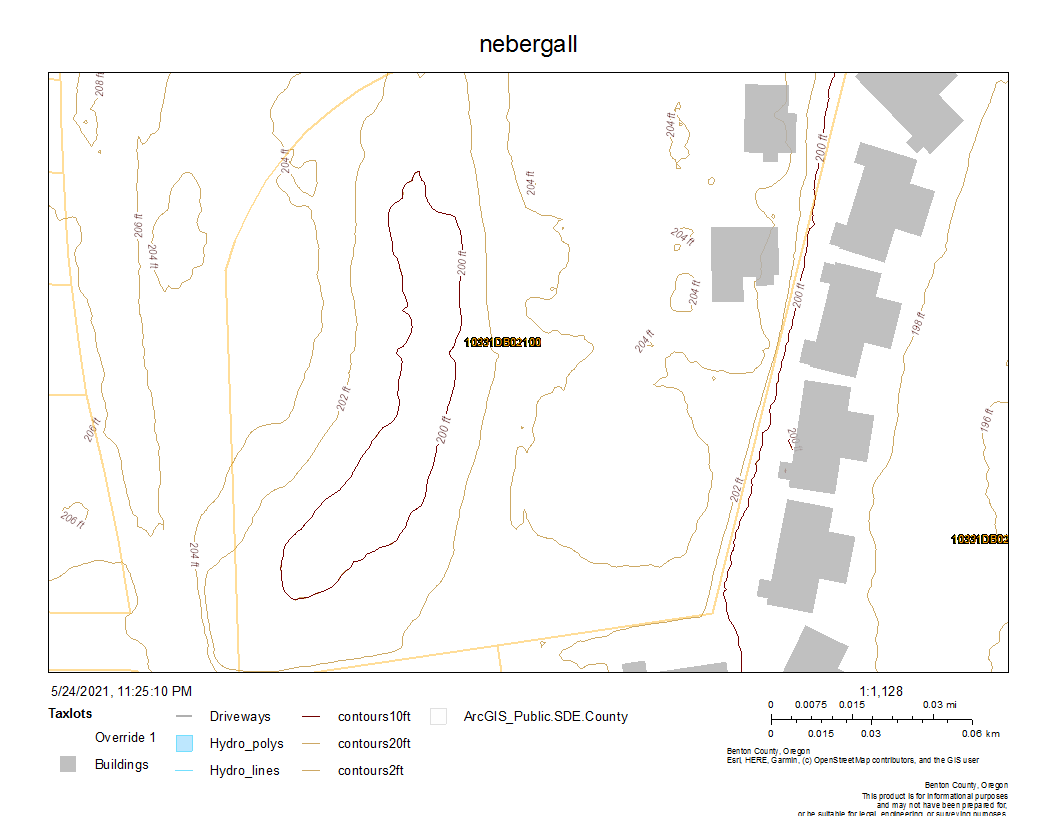 nebergall
208 ft
204 ft
204 ft
204 ft
200 ft
206 ft
204 ft
204 ft
200 ft
204 ft
200 ft
198 ft
204 ft
202 ft
196 ft
206 ft
200 ft
202 ft
206 ft
204 ft
5/24/2021, 11:25:10 PM
1:1,128
Taxlots
Override 1
Buildings
Driveways
Hydro_polys
Hydro_lines
contours10ft
contours20ft
contours2ft
ArcGIS_Public.SDE.County
0 0.0075 0.015 0.03 mi
0 0.015 0.03 0.06 km
Benton County, Oregon
Esri, HERE, Garmin, (c) OpenStreetMap contributors, and the GIS user
Benton County, Oregon
This product is for informational purposes
and may not have been prepared for,
or be suitable for legal, engineering, or surveying purposes.